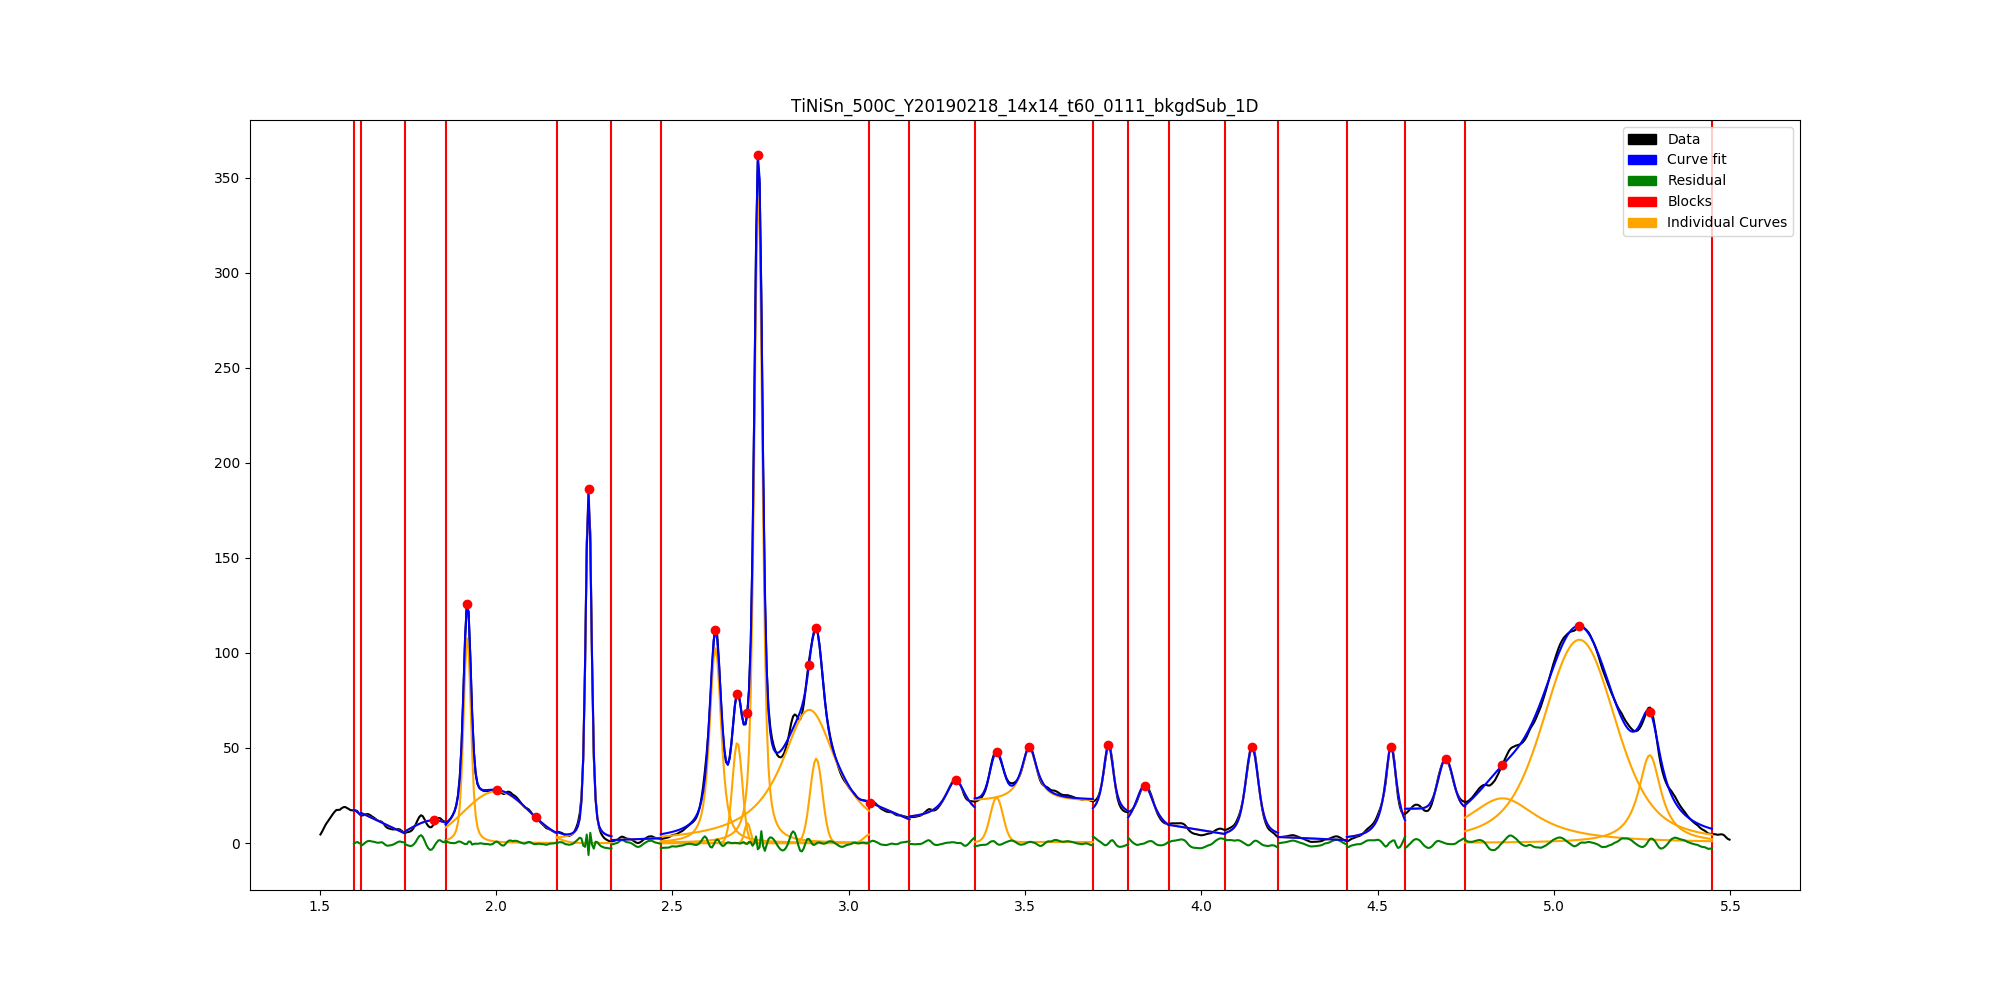 TiNiSn_500C_Y20190218_14x14_t60_0111_bkgdSub_1D
Data
Curve fit
Residual
Blocks
Individual Curves
350
300
250
200
150
100
50
0
1.5 2.0 2.5 3.0 3.5 4.0 4.5 5.0 5.5